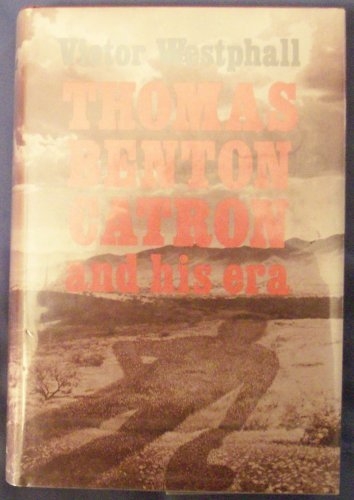 Victor Westphall
THOMAS
BENTON
CATRON
and his era